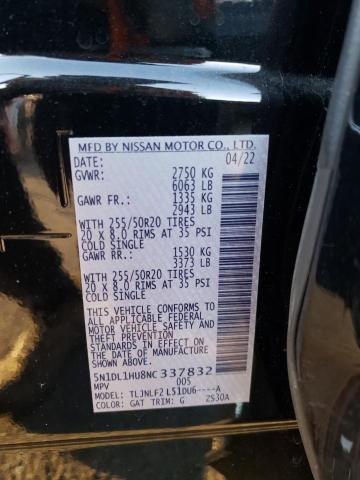 MFD BY NISSAN MOTOR CO., LTD.
DATE: 04/22
GVWR: 2750 KG
6063 LB
GAWR FR.: 1335 KG
2943 LB
WITH 255/50R20 TIRES
20 X 8.0 RIMS AT 35 PSI
COLD SINGLE
GAWR RR.: 1530 KG
3373 LB
WITH 255/50R20 TIRES
20 X 8.0 RIMS AT 35 PSI
COLD SINGLE
THIS VEHICLE CONFORMS TO
ALL APPLICABLE FEDERAL
MOTOR VEHICLE SAFETY
AND THEFT PREVENTION
STANDARDS IN EFFECT ON
THE DATE OF MANUFACTURE
SHOWN ABOVE.
5N1DL1HU8NC337832
MPV D05
MODEL: TLJNLF2 L51DU6----A
COLOR: GAT TRIM: G ZS30A